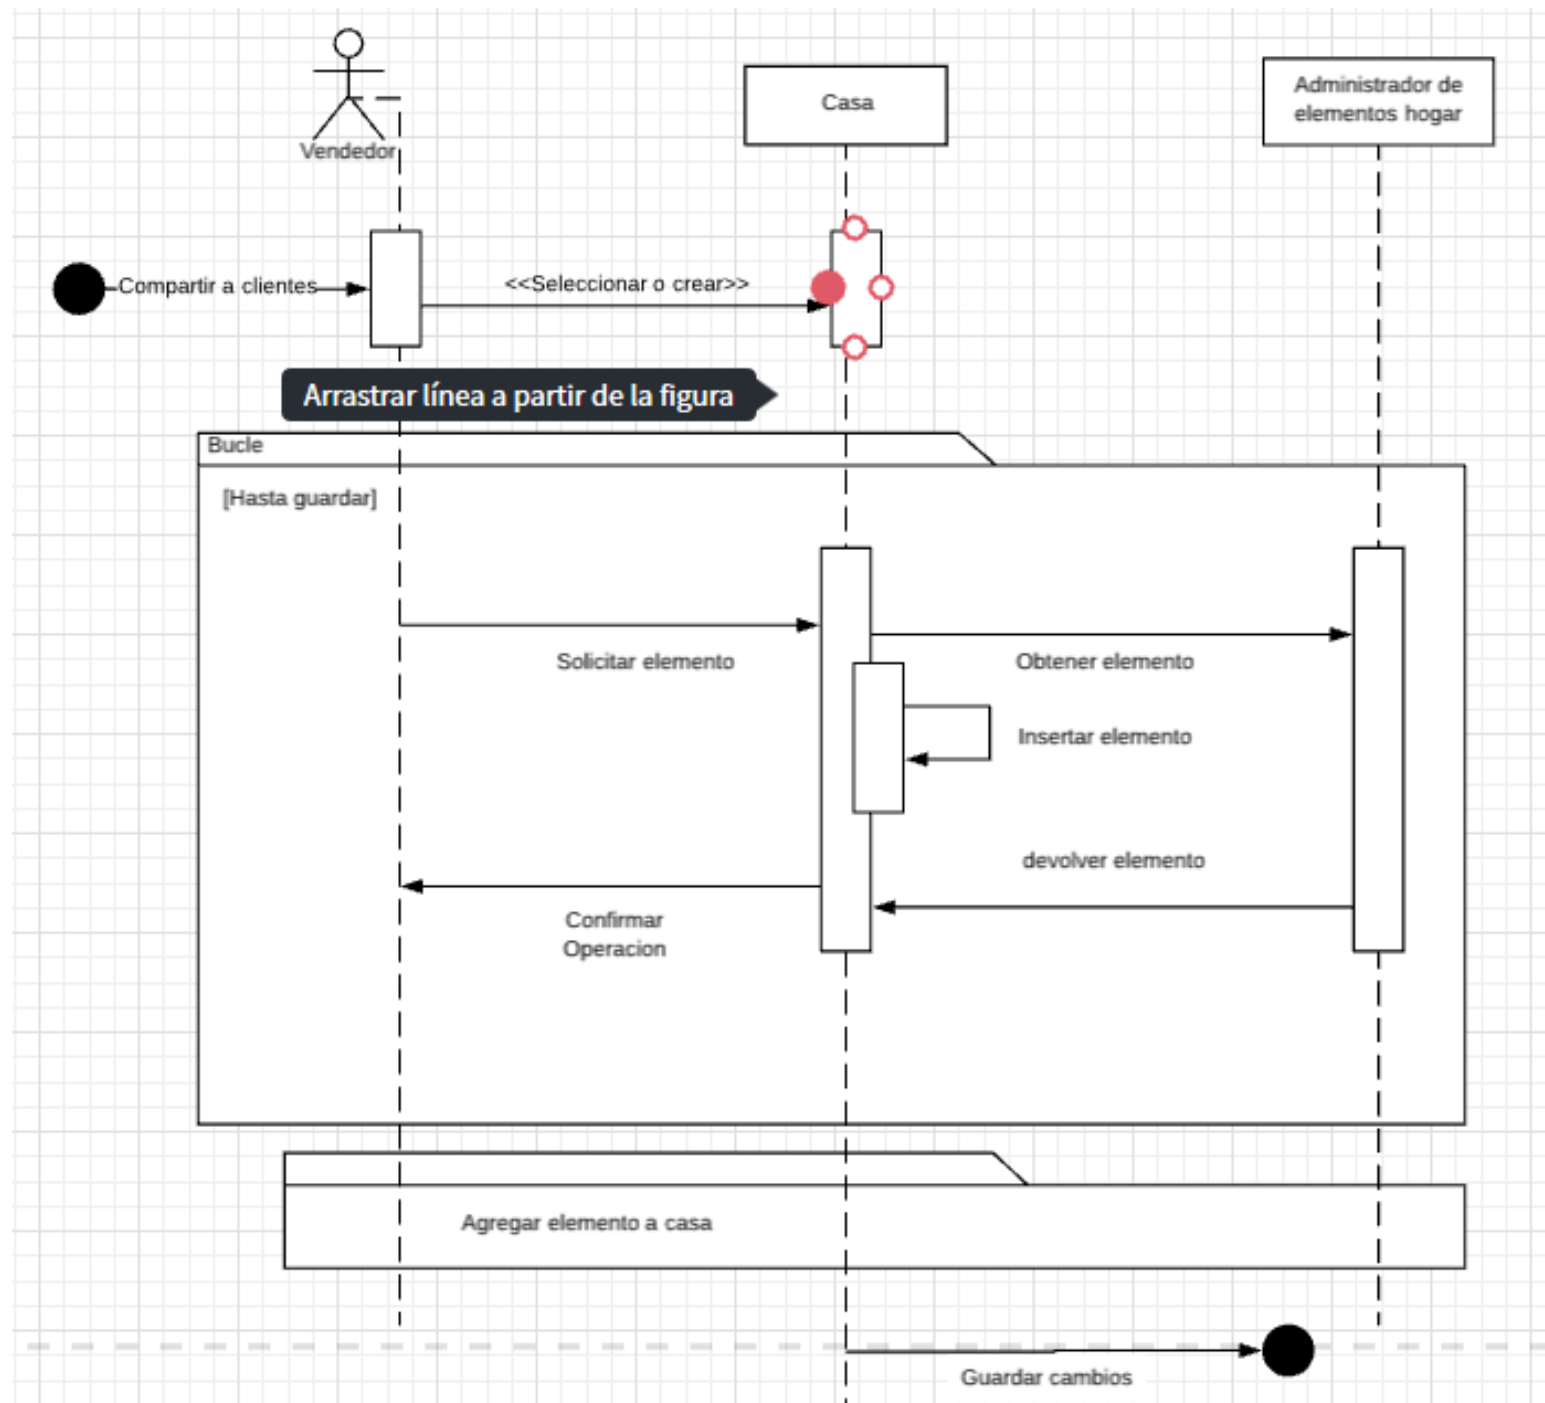 Vendedor
Casa
Administrador de
elementos hogar
Compartir a clientes
<<Seleccionar o crear>>
Arrastrar línea a partir de la figura
Bucle
[Hasta guardar]
Solicitar elemento
Obtener elemento
Insertar elemento
devolver elemento
Confirmar
Operacion
Agregar elemento a casa
Guardar cambios